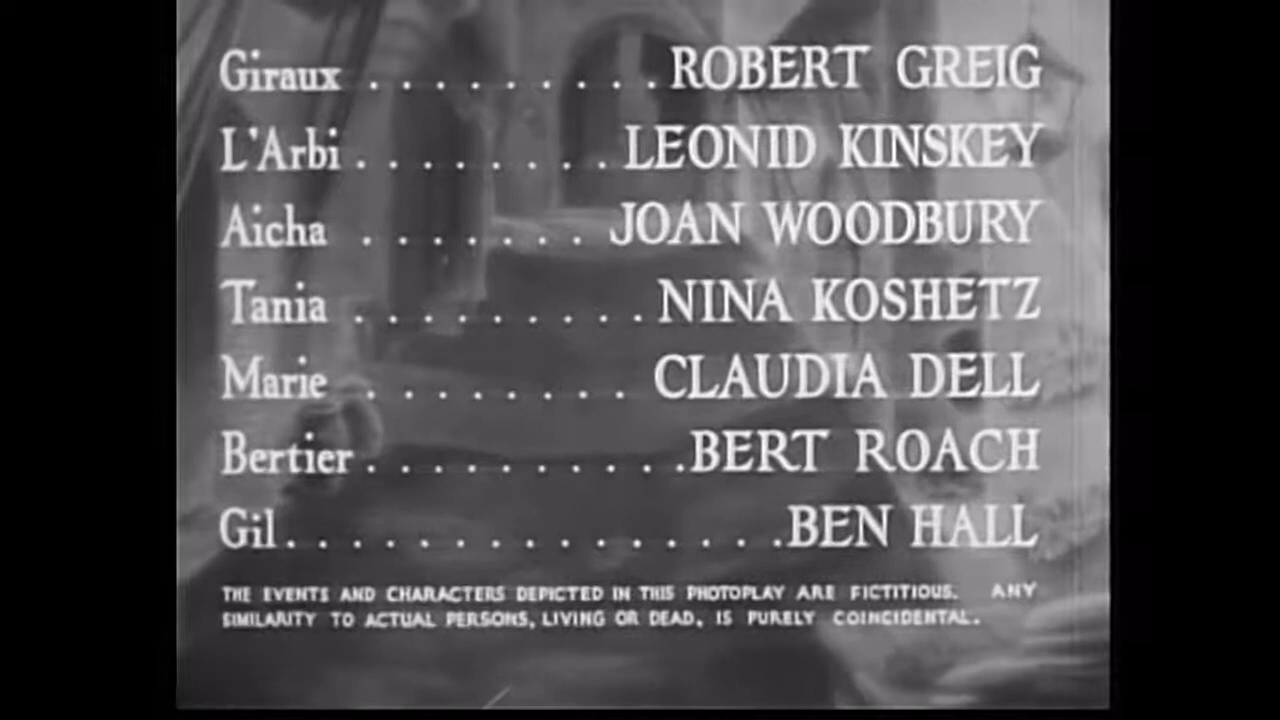 Giraux . . . . . . . . . ROBERT GREIG
L'Arbi . . . . . . . . LEONID KINSKEY
Aicha . . . . . . . JOAN WOODBURY
Tania . . . . . . . . . NINA KOSHETZ
Marie . . . . . . . . CLAUDIA DELL
Bertier . . . . . . . . . . BERT ROACH
Gil . . . . . . . . . . . . . . . . BEN HALL
THE EVENTS AND CHARACTERS DEPICTED IN THIS PHOTOPLAY ARE FICTITIOUS. ANY
SIMILARITY TO ACTUAL PERSONS, LIVING OR DEAD, IS PURELY COINCIDENTAL.